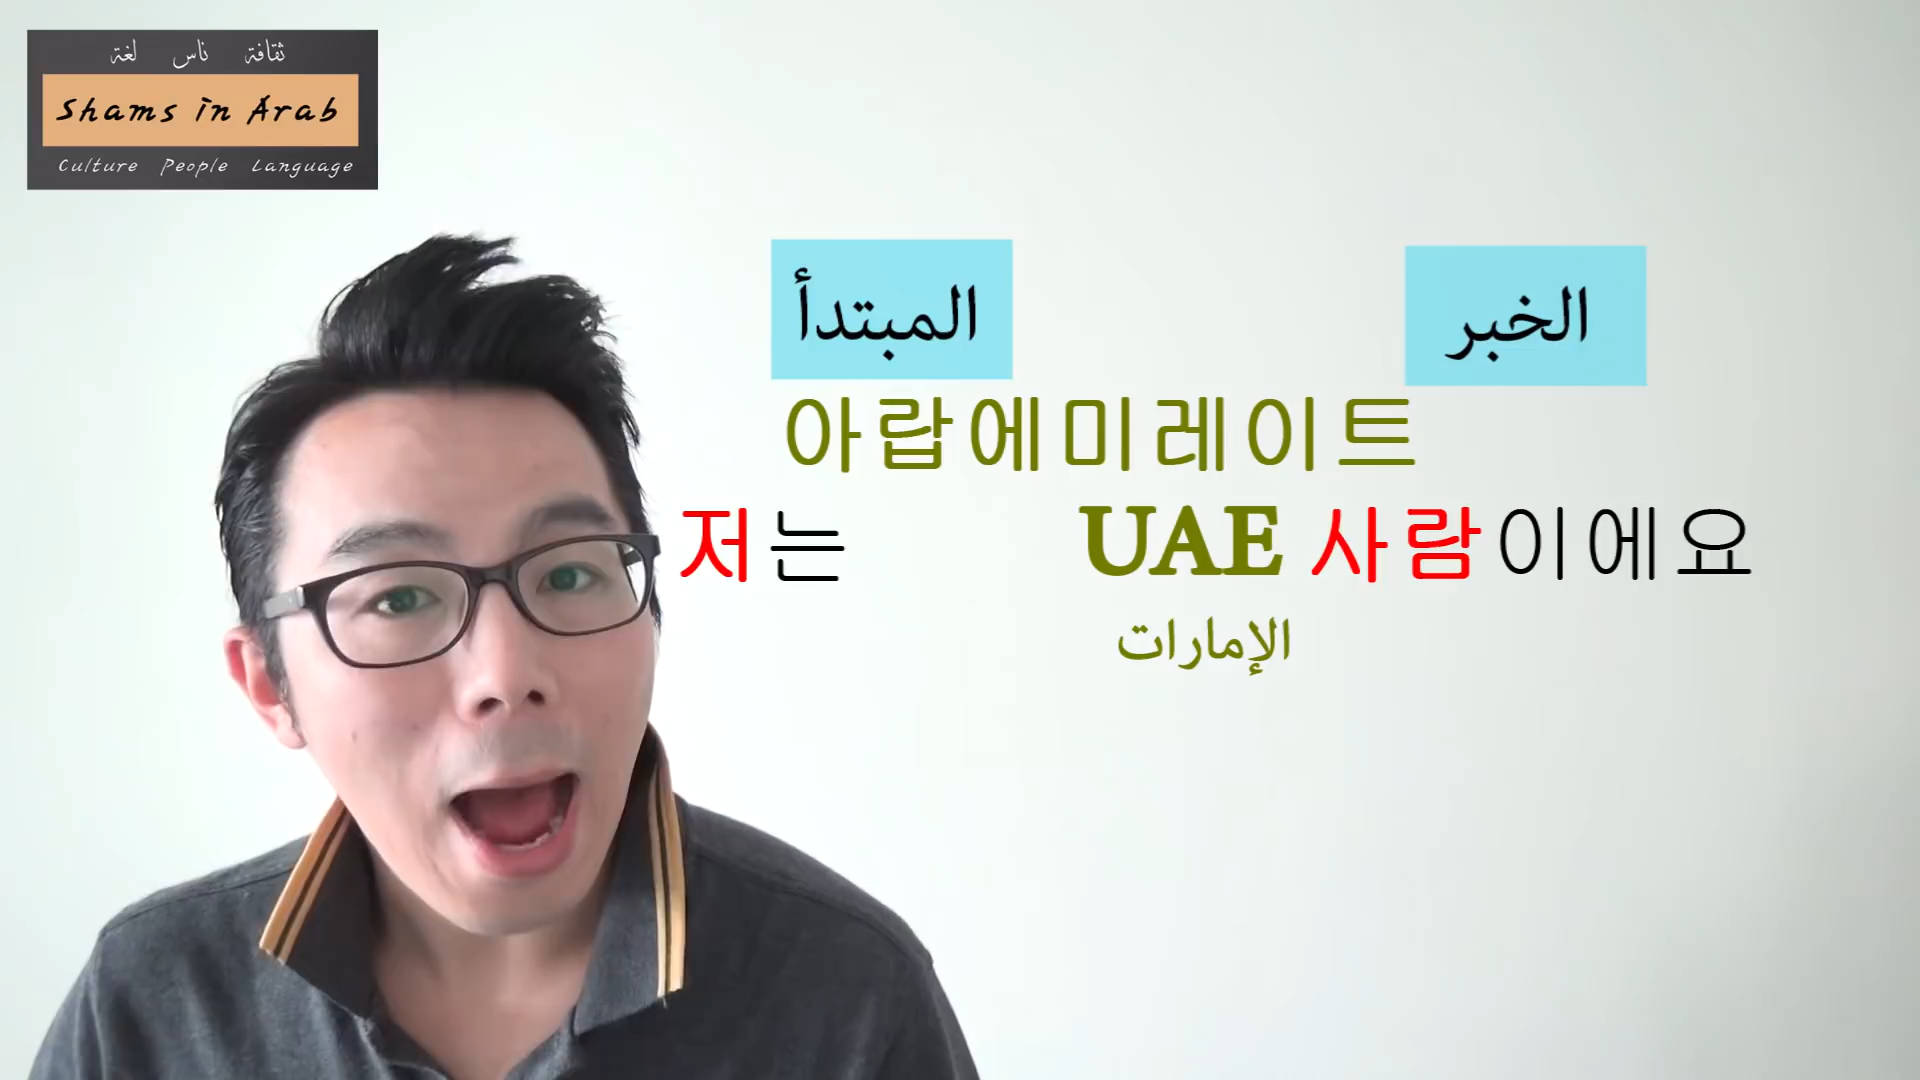 ثقافة ناس لغة
Shams in Arab
Culture People Language
المبتدأ
الخبر
아랍에미레이트
저는 UAE 사람이에요
الإمارات